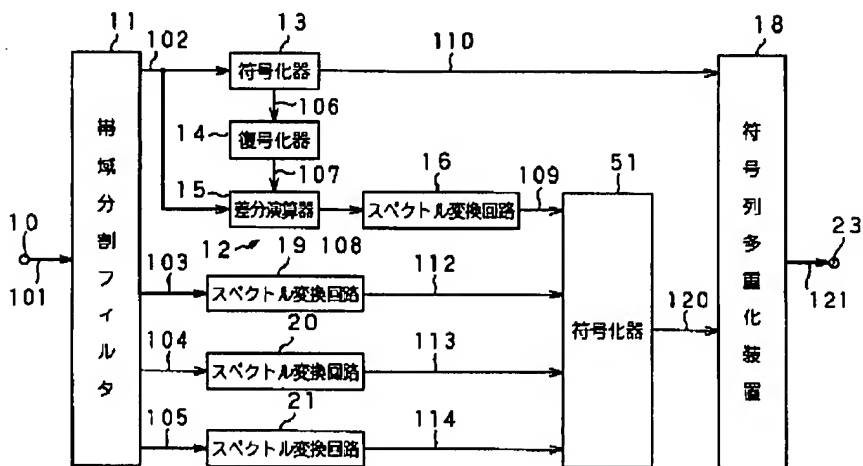 11
102
13
110
18
符号化器
106
14
復号化器
107
15
差分演算器
16
スペクトル変換回路
109
51
12
108
10
101
帯域分割フィルタ
103
19
スペクトル変換回路
112
104
20
スペクトル変換回路
113
105
21
スペクトル変換回路
114
符号化器
120
符号列多重化装置
23
121